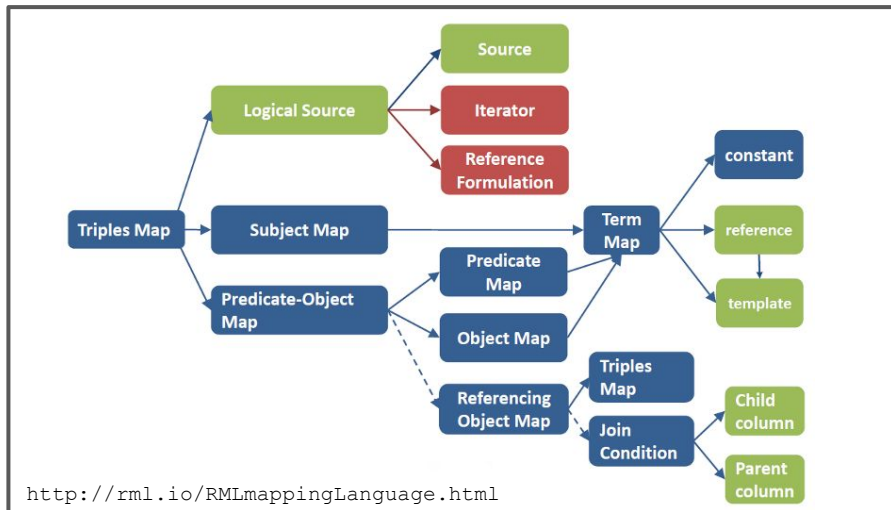 Source
Logical Source
Iterator
Reference
Formulation
constant
Triples Map
Subject Map
Term
Map
reference
Predicate
Map
Predicate-Object
Map
template
Object Map
Triples
Map
Referencing
Object Map
Child
column
Join
Condition
Parent
column
http://rml.io/RMLmappingLanguage.html